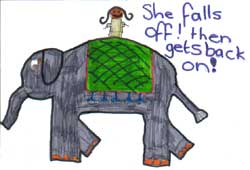 She falls
off! then
gets back
on!